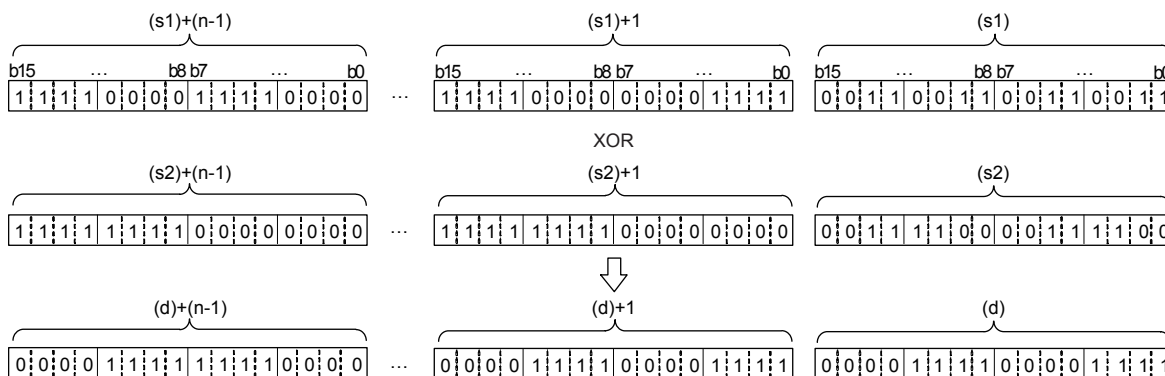 (s1)+(n-1) (s1)+1 (s1)
b15 ... b8 b7 ... b0 b15 ... b8 b7 ... b0 b15 ... b8 b7 ... b0
1 1 1 1 0 0 0 0 1 1 1 1 0 0 0 0 ... 1 1 1 1 0 0 0 0 0 0 0 0 1 1 1 1 0 0 1 1 0 0 1 1 0 0 1 1 0 0 1 1
XOR
(s2)+(n-1) (s2)+1 (s2)
1 1 1 1 1 1 1 1 0 0 0 0 0 0 0 0 ... 1 1 1 1 1 1 1 1 0 0 0 0 0 0 0 0 0 0 1 1 1 1 0 0 0 0 1 1 1 1 0 0
(d)+(n-1) (d)+1 (d)
0 0 0 0 1 1 1 1 1 1 1 1 0 0 0 0 ... 0 0 0 0 1 1 1 1 0 0 0 0 1 1 1 1 0 0 0 0 1 1 1 1 0 0 0 0 1 1 1 1